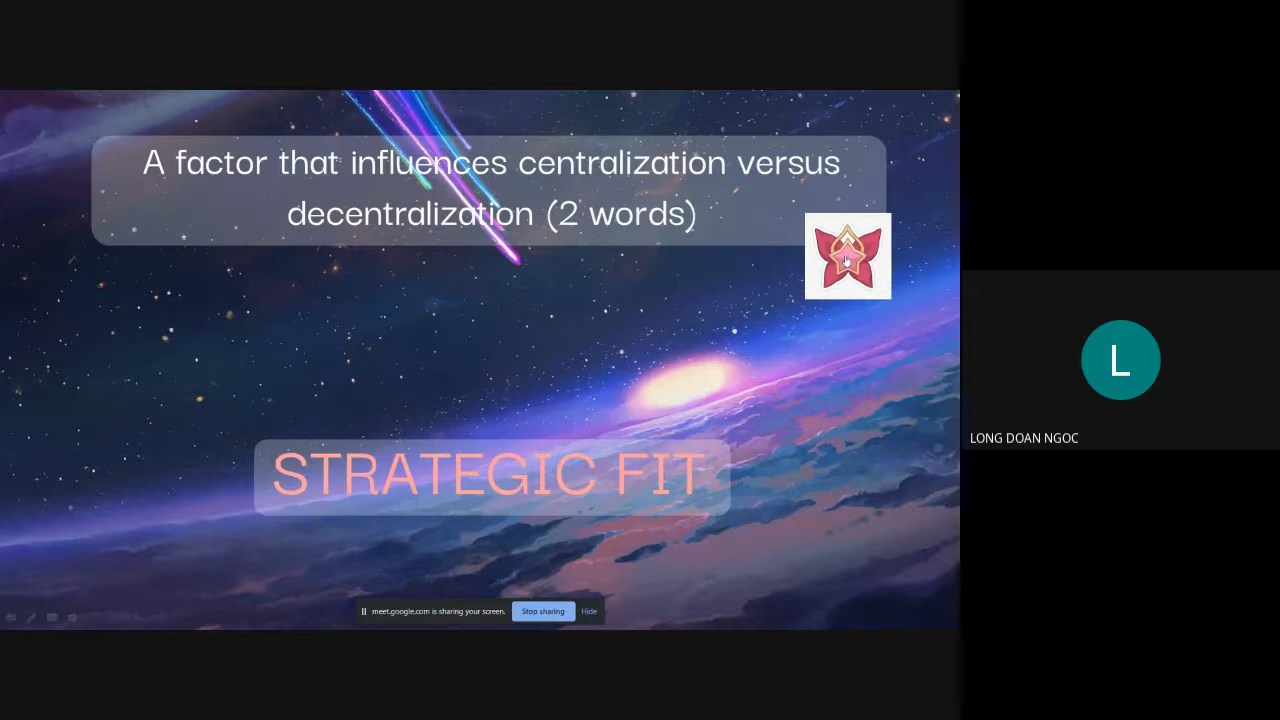 A factor that influences centralization versus
decentralization (2 words)
STRATEGIC FIT
meet.google.com is sharing your screen.
Stop sharing
Hide
L
LONG DOAN NGOC